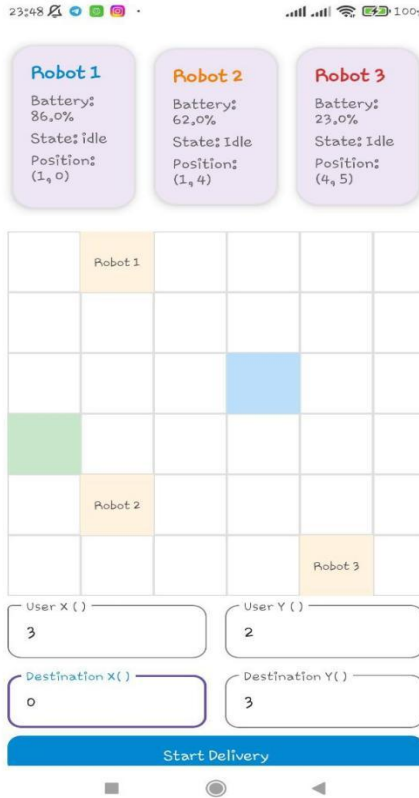 23:48 100
Robot 1
Battery:
86.0%
State: idle
Position:
(1, 0)
Robot 2
Battery:
62.0%
State: Idle
Position:
(1, 4)
Robot 3
Battery:
23.0%
State: Idle
Position:
(4, 5)
Robot 1
Robot 2
Robot 3
User X ( )
3
User Y ( )
2
Destination X( )
0
Destination Y( )
3
Start Delivery